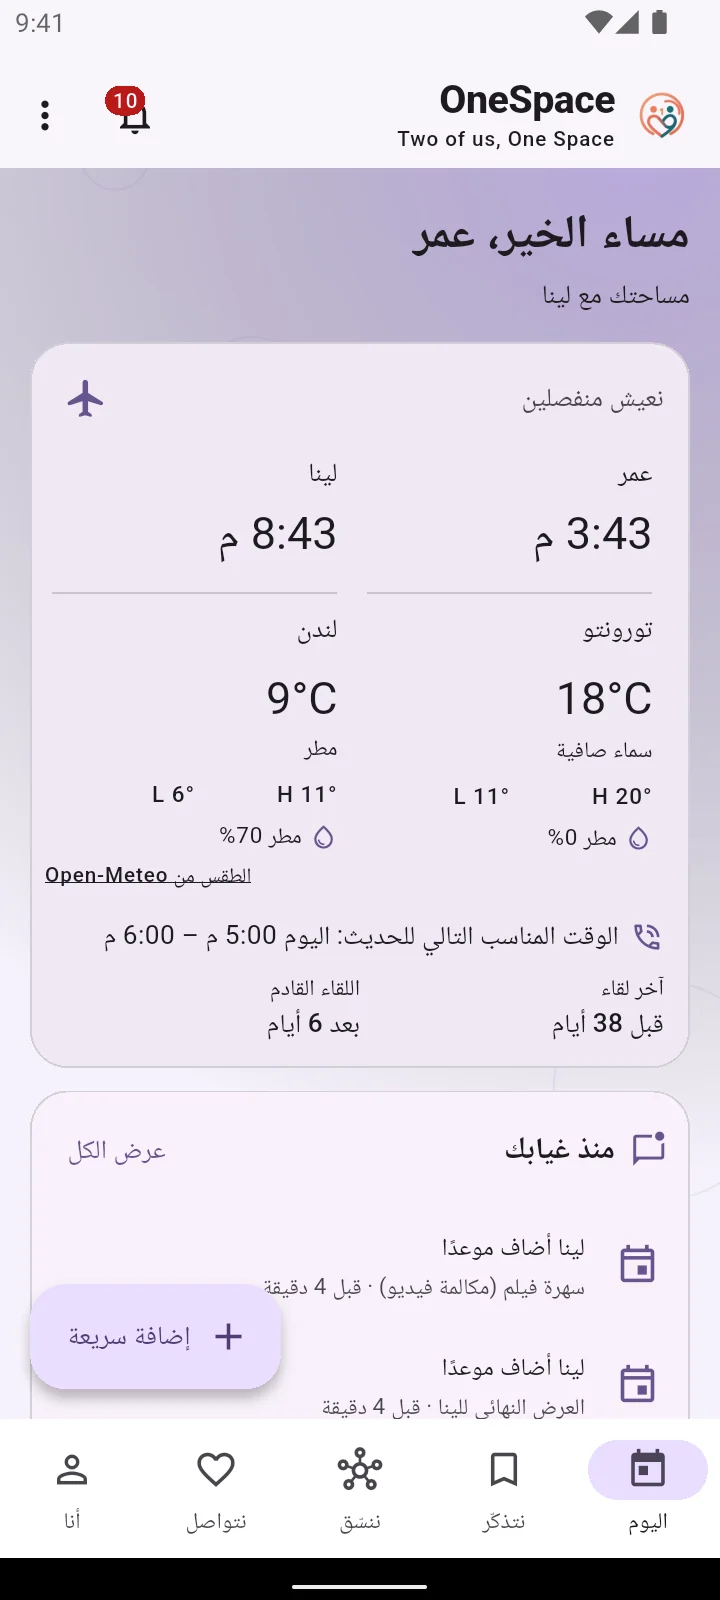 9:41
10
OneSpace
Two of us, One Space
مساء الخير، عمر
مساحتك مع لينا
نعيش منفصلين
عمر
3:43 م
لينا
8:43 م
تورونتو
18°C
سماء صافية
H 20° L 11°
مطر 0%
لندن
9°C
مطر
H 11° L 6°
مطر 70%
الطقس من Open-Meteo
الوقت المناسب التالي للحديث: اليوم 5:00 م – 6:00 م
آخر لقاء
قبل 38 أيام
اللقاء القادم
بعد 6 أيام
منذ غيابك
عرض الكل
لينا أضاف موعدًا
سهرة فيلم (مكالمة فيديو) · قبل 4 دقيقة
لينا أضاف موعدًا
العرض النهائي للينا · قبل 4 دقيقة
إضافة سريعة
اليوم
نتذكّر
ننسّق
نتواصل
أنا